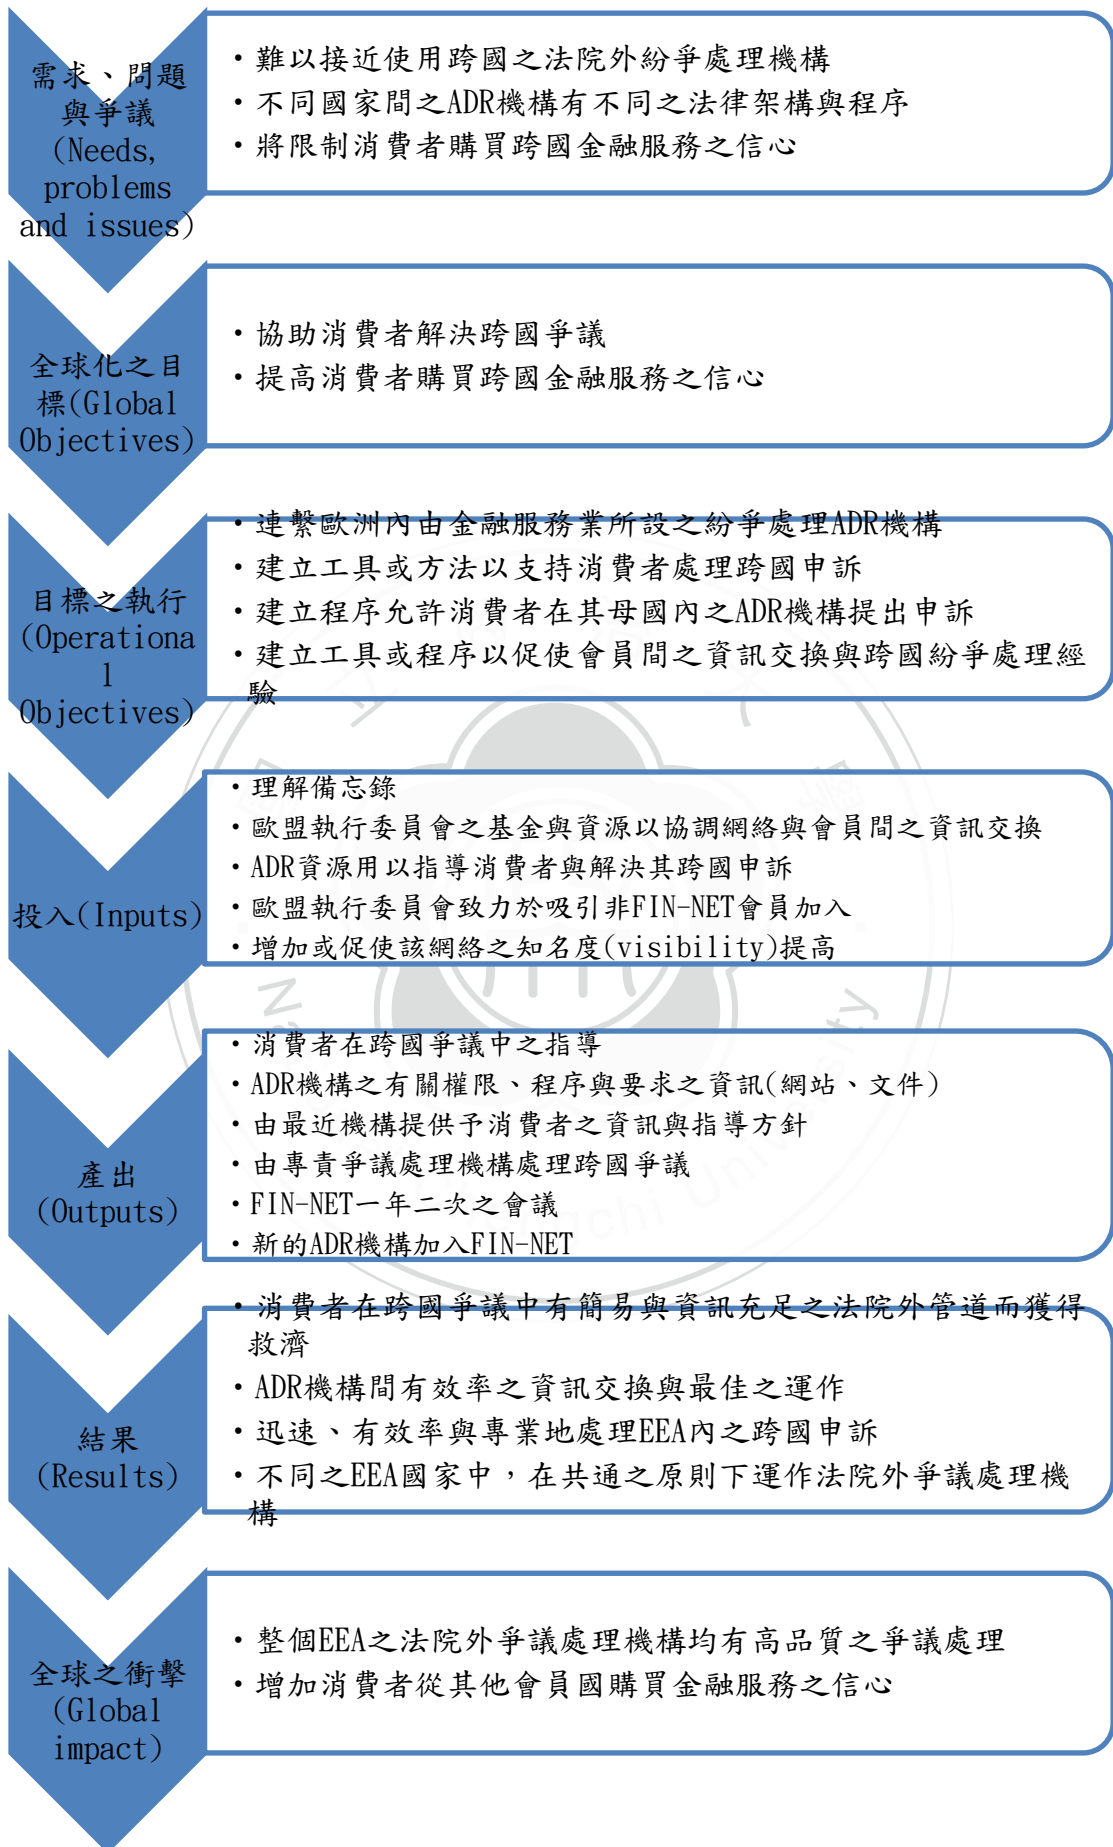 需求、問題
與爭議
(Needs,
problems
and issues)
・難以接近使用跨國之法院外紛爭處理機構
・不同國家間之ADR機構有不同之法律架構與程序
・將限制消費者購買跨國金融服務之信心
全球化之目
標(Global
Objectives)
・協助消費者解決跨國爭議
・提高消費者購買跨國金融服務之信心
目標之執行
(Operationa
l
Objectives)
・連繫歐洲內由金融服務業所設之紛爭處理ADR機構
・建立工具或方法以支持消費者處理跨國申訴
・建立程序允許消費者在其母國內之ADR機構提出申訴
・建立工具或程序以促使會員間之資訊交換與跨國紛爭處理經
驗
投入(Inputs)
・理解備忘錄
・歐盟執行委員會之基金與資源以協調網絡與會員間之資訊交換
・ADR資源用以指導消費者與解決其跨國申訴
・歐盟執行委員會致力於吸引非FIN-NET會員加入
・增加或促使該網絡之知名度(visibility)提高
產出
(Outputs)
・消費者在跨國爭議中之指導
・ADR機構之有關權限、程序與要求之資訊(網站、文件)
・由最近機構提供予消費者之資訊與指導方針
・由專責爭議處理機構處理跨國爭議
・FIN-NET一年二次之會議
・新的ADR機構加入FIN-NET
結果
(Results)
・消費者在跨國爭議中有簡易與資訊充足之法院外管道而獲得
救濟
・ADR機構間有效率之資訊交換與最佳之運作
・迅速、有效率與專業地處理EEA內之跨國申訴
・不同之EEA國家中，在共通之原則下運作法院外爭議處理機
構
全球之衝擊
(Global
impact)
・整個EEA之法院外爭議處理機構均有高品質之爭議處理
・增加消費者從其他會員國購買金融服務之信心